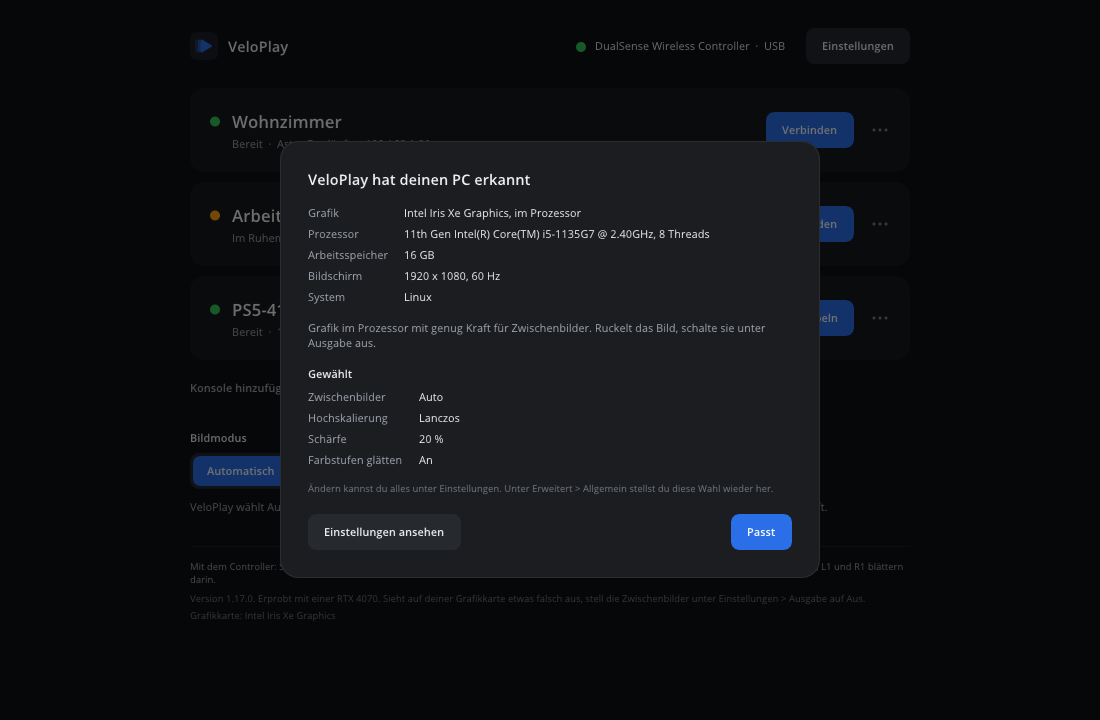 VeloPlay
DualSense Wireless Controller · USB
Einstellungen
Wohnzimmer
Bereit ·
Verbinden
VeloPlay hat deinen PC erkannt
Grafik Intel Iris Xe Graphics, im Prozessor
Prozessor 11th Gen Intel(R) Core(TM) i5-1135G7 @ 2.40GHz, 8 Threads
Arbeitsspeicher 16 GB
Bildschirm 1920 x 1080, 60 Hz
System Linux
Grafik im Prozessor mit genug Kraft für Zwischenbilder. Ruckelt das Bild, schalte sie unter
Ausgabe aus.
Gewählt
Zwischenbilder Auto
Hochskalierung Lanczos
Schärfe 20 %
Farbstufen glätten An
Ändern kannst du alles unter Einstellungen. Unter Erweitert > Allgemein stellst du diese Wahl wieder her.
Einstellungen ansehen
Passt
Arbeit
Im Ruhem
den
PS5-41
Bereit ·
eln
Konsole hinzufüg
Bildmodus
Automatisch
VeloPlay wählt Au
t.
Mit dem Controller: L1 und R1 blättern
darin.
Version 1.17.0. Erprobt mit einer RTX 4070. Sieht auf deiner Grafikkarte etwas falsch aus, stell die Zwischenbilder unter Einstellungen > Ausgabe auf Aus.
Grafikkarte: Intel Iris Xe Graphics